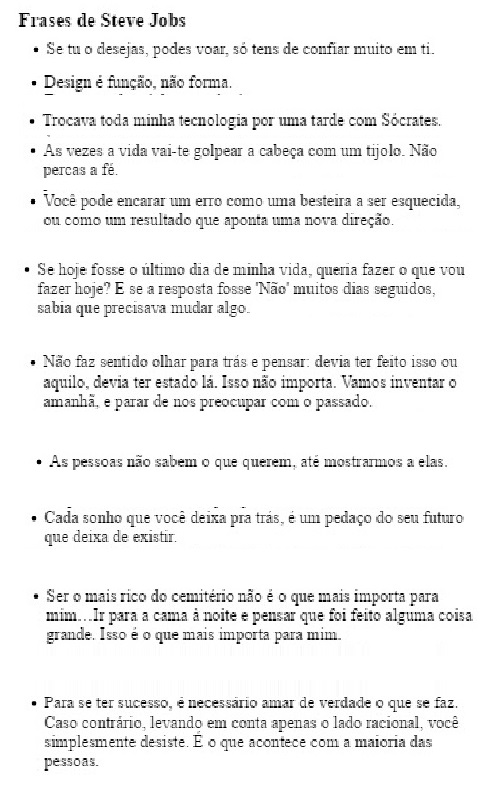 Frases de Steve Jobs
• Se tu o desejas, podes voar, só tens de confiar muito em ti.
• Design é função, não forma.
• Trocava toda minha tecnologia por uma tarde com Sócrates.
• As vezes a vida vai-te golpear a cabeça com um tijolo. Não
percas a fé.
• Você pode encarar um erro como uma besteira a ser esquecida,
ou como um resultado que aponta uma nova direção.
• Se hoje fosse o último dia de minha vida, queria fazer o que vou
fazer hoje? E se a resposta fosse 'Não' muitos dias seguidos,
sabia que precisava mudar algo.
• Não faz sentido olhar para trás e pensar: devia ter feito isso ou
aquilo, devia ter estado lá. Isso não importa. Vamos inventar o
amanhã, e parar de nos preocupar com o passado.
• As pessoas não sabem o que querem, até mostrarmos a elas.
• Cada sonho que você deixa pra trás, é um pedaço do seu futuro
que deixa de existir.
• Ser o mais rico do cemitério não é o que mais importa para
mim...Ir para a cama à noite e pensar que foi feito alguma coisa
grande. Isso é o que mais importa para mim.
• Para se ter sucesso, é necessário amar de verdade o que se faz.
Caso contrário, levando em conta apenas o lado racional, você
simplesmente desiste. É o que acontece com a maioria das
pessoas.